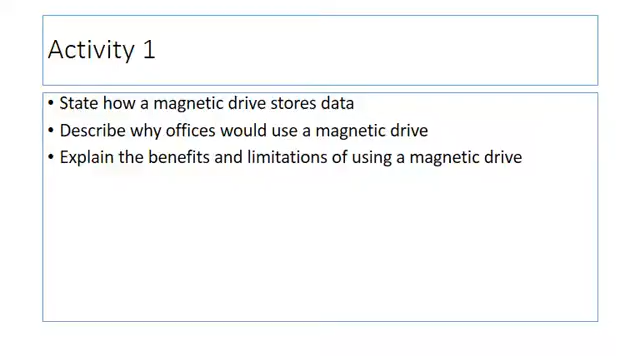 Activity 1
• State how a magnetic drive stores data
• Describe why offices would use a magnetic drive
• Explain the benefits and limitations of using a magnetic drive